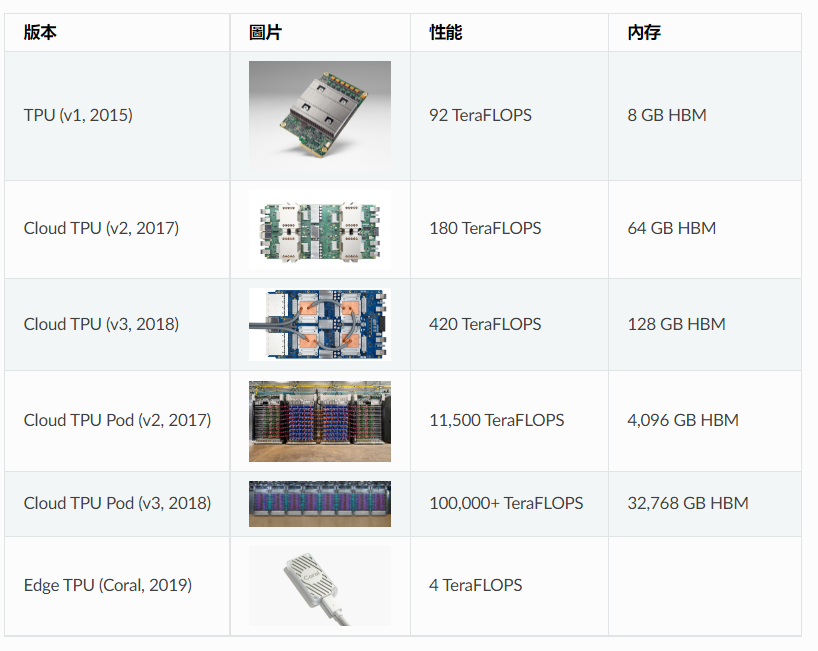 版本 圖片 性能 內存
TPU (v1, 2015) 92 TeraFLOPS 8 GB HBM
Cloud TPU (v2, 2017) 180 TeraFLOPS 64 GB HBM
Cloud TPU (v3, 2018) 420 TeraFLOPS 128 GB HBM
Cloud TPU Pod (v2, 2017) 11,500 TeraFLOPS 4,096 GB HBM
Cloud TPU Pod (v3, 2018) 100,000+ TeraFLOPS 32,768 GB HBM
Coral
Edge TPU (Coral, 2019) 4 TeraFLOPS